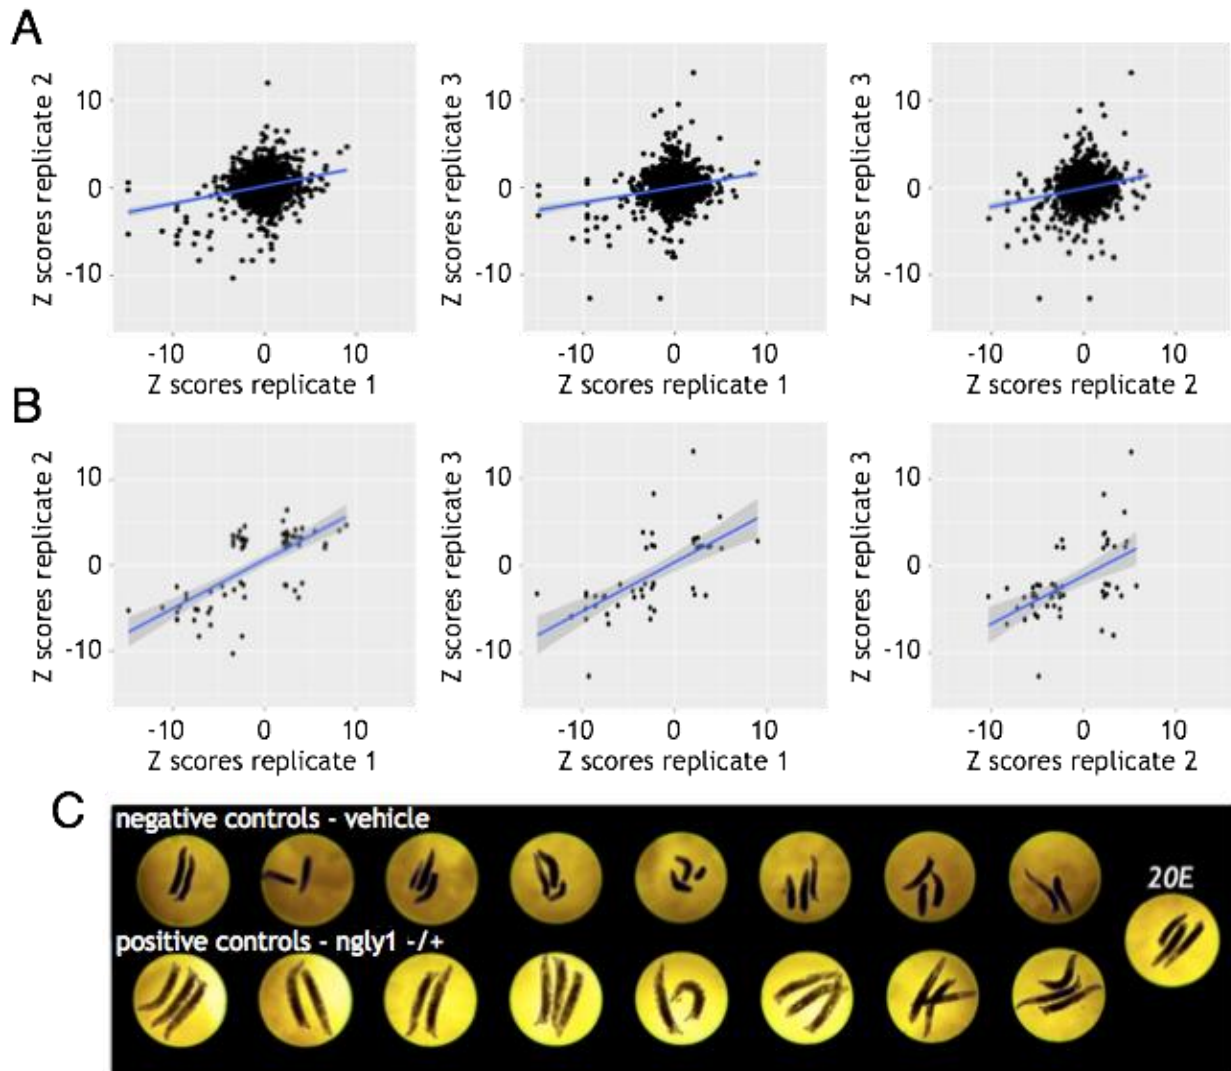 A
Z scores replicate 2
10
0
-10
-10 0 10
Z scores replicate 1
Z scores replicate 3
10
0
-10
-10 0 10
Z scores replicate 1
Z scores replicate 3
10
0
-10
-10 0 10
Z scores replicate 2
B
Z scores replicate 2
10
0
-10
-10 0 10
Z scores replicate 1
Z scores replicate 3
10
0
-10
-10 0 10
Z scores replicate 1
Z scores replicate 3
10
0
-10
-10 0 10
Z scores replicate 2
C
negative controls - vehicle
20E
positive controls - ngly1 -/+